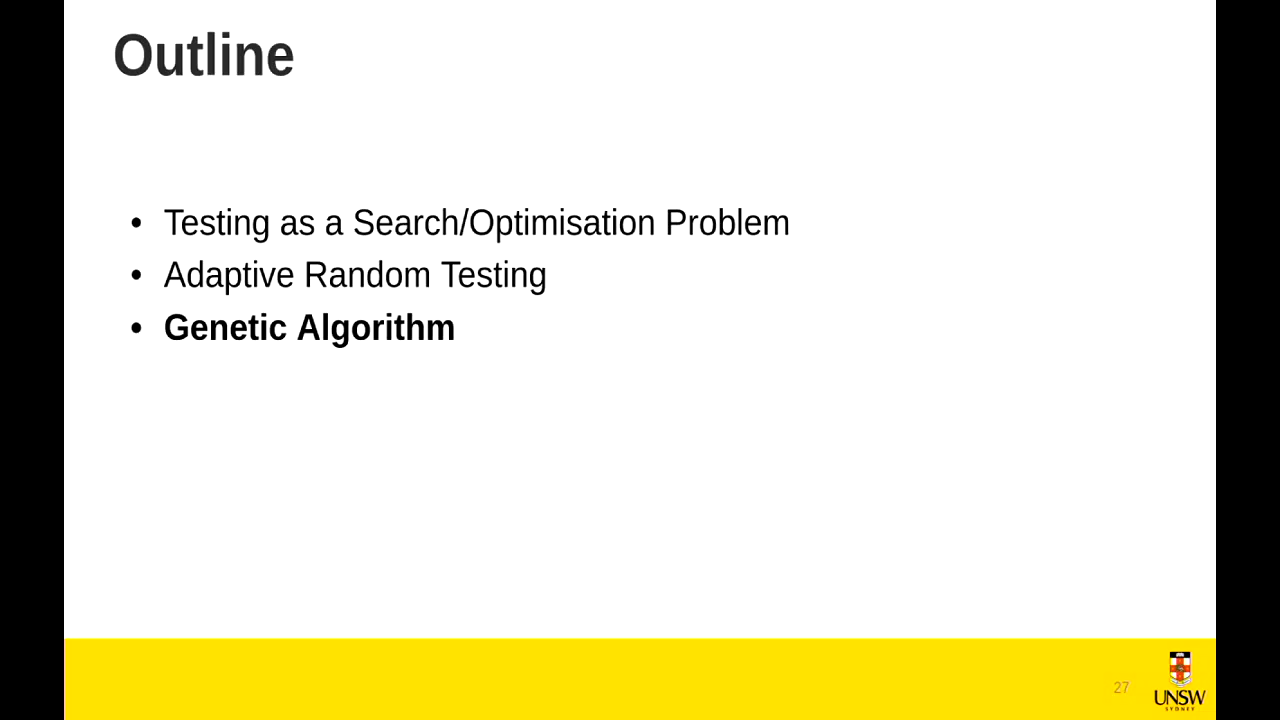 Outline
• Testing as a Search/Optimisation Problem
• Adaptive Random Testing
• Genetic Algorithm
27
UNSW
SYDNEY